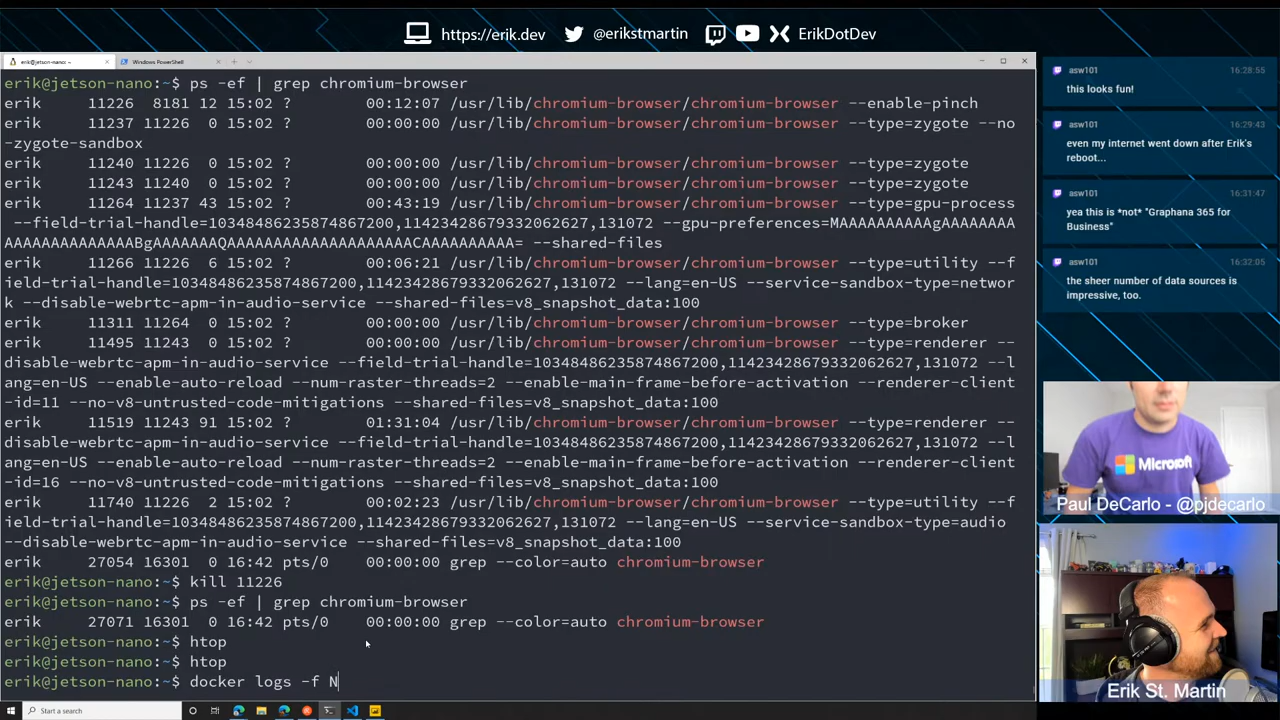 https://erik.dev
@erikstmartin
ErikDotDev
erik@jetson-nano: ~
Windows PowerShell
erik@jetson-nano:~$ ps -ef | grep chromium-browser
erik     11226  8181 12 15:02 ?        00:12:07 /usr/lib/chromium-browser/chromium-browser --enable-pinch
erik     11237 11226  0 15:02 ?        00:00:00 /usr/lib/chromium-browser/chromium-browser --type=zygote --no
-zygote-sandbox
erik     11240 11226  0 15:02 ?        00:00:00 /usr/lib/chromium-browser/chromium-browser --type=zygote
erik     11243 11240  0 15:02 ?        00:00:00 /usr/lib/chromium-browser/chromium-browser --type=zygote
erik     11264 11237 43 15:02 ?        00:43:19 /usr/lib/chromium-browser/chromium-browser --type=gpu-process
 --field-trial-handle=10348486235874867200,11423428679332062627,131072 --gpu-preferences=MAAAAAAAAAgAAAAAA
AAAAAAAAAAAAAABgAAAAAAAQAAAAAAAAAAAAAAAAAAAACAAAAAAAAAA= --shared-files
erik     11266 11226  6 15:02 ?        00:06:21 /usr/lib/chromium-browser/chromium-browser --type=utility --f
ield-trial-handle=10348486235874867200,11423428679332062627,131072 --lang=en-US --service-sandbox-type=networ
k --disable-webrtc-apm-in-audio-service --shared-files=v8_snapshot_data:100
erik     11311 11264  0 15:02 ?        00:00:00 /usr/lib/chromium-browser/chromium-browser --type=broker
erik     11495 11243  0 15:02 ?        00:00:00 /usr/lib/chromium-browser/chromium-browser --type=renderer --
disable-webrtc-apm-in-audio-service --field-trial-handle=10348486235874867200,11423428679332062627,131072 --l
ang=en-US --enable-auto-reload --num-raster-threads=2 --enable-main-frame-before-activation --renderer-client
-id=11 --no-v8-untrusted-code-mitigations --shared-files=v8_snapshot_data:100
erik     11519 11243 91 15:02 ?        01:31:04 /usr/lib/chromium-browser/chromium-browser --type=renderer --
disable-webrtc-apm-in-audio-service --field-trial-handle=10348486235874867200,11423428679332062627,131072 --l
ang=en-US --enable-auto-reload --num-raster-threads=2 --enable-main-frame-before-activation --renderer-client
-id=16 --no-v8-untrusted-code-mitigations --shared-files=v8_snapshot_data:100
erik     11740 11226  2 15:02 ?        00:02:23 /usr/lib/chromium-browser/chromium-browser --type=utility --f
ield-trial-handle=10348486235874867200,11423428679332062627,131072 --lang=en-US --service-sandbox-type=audio
--disable-webrtc-apm-in-audio-service --shared-files=v8_snapshot_data:100
erik     27054 16301  0 16:42 pts/0    00:00:00 grep --color=auto chromium-browser
erik@jetson-nano:~$ kill 11226
erik@jetson-nano:~$ ps -ef | grep chromium-browser
erik     27071 16301  0 16:42 pts/0    00:00:00 grep --color=auto chromium-browser
erik@jetson-nano:~$ htop
erik@jetson-nano:~$ htop
erik@jetson-nano:~$ docker logs -f N
Start a search
asw101 16:28:55
this looks fun!
asw101 16:29:43
even my internet went down after Erik's
reboot...
asw101 16:31:47
yea this is *not* "Graphana 365 for
Business"
asw101 16:32:05
the sheer number of data sources is
impressive, too.
Microsoft
Paul DeCarlo - @pjdecarlo
Erik St. Martin